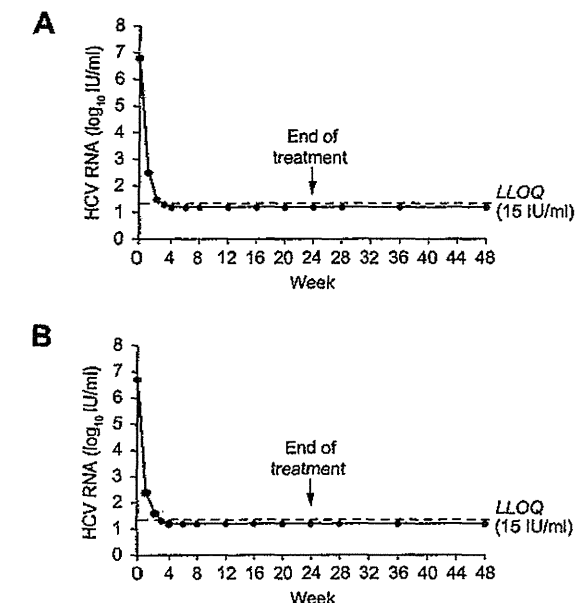 A
HCV RNA (log10 IU/ml)
8
7
6
5
4
3
2
1
0
End of
treatment
LLOQ
(15 IU/ml)
0 4 8 12 16 20 24 28 32 36 40 44 48
Week
B
HCV RNA (log10 IU/ml)
8
7
6
5
4
3
2
1
0
End of
treatment
LLOQ
(15 IU/ml)
0 4 8 12 16 20 24 28 32 36 40 44 48
Week